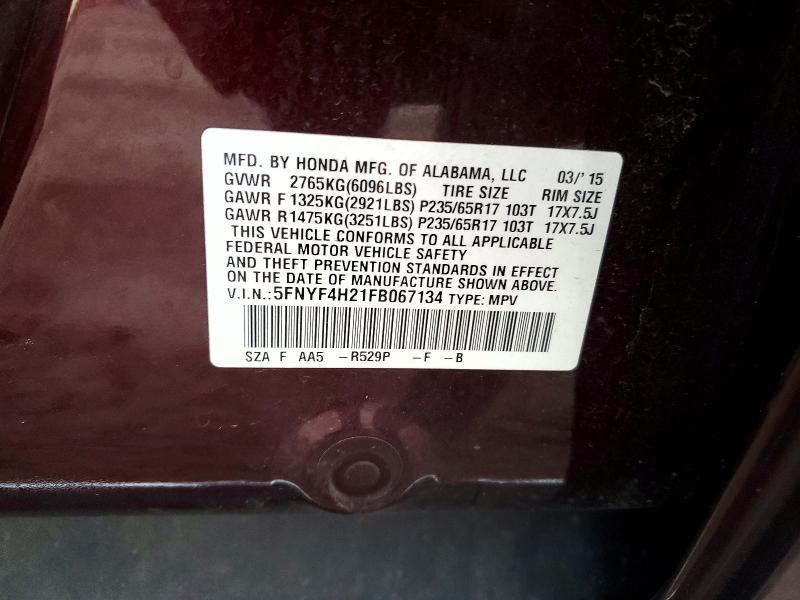 MFD. BY HONDA MFG. OF ALABAMA, LLC 03/'15
GVWR 2765KG(6096LBS) TIRE SIZE RIM SIZE
GAWR F 1325KG(2921LBS) P235/65R17 103T 17X7.5J
GAWR R1475KG(3251LBS) P235/65R17 103T 17X7.5J
THIS VEHICLE CONFORMS TO ALL APPLICABLE
FEDERAL MOTOR VEHICLE SAFETY
AND THEFT PREVENTION STANDARDS IN EFFECT
ON THE DATE OF MANUFACTURE SHOWN ABOVE.
V.I.N.:5FNYF4H21FB067134 TYPE: MPV
SZA F AA5 –R529P –F –B